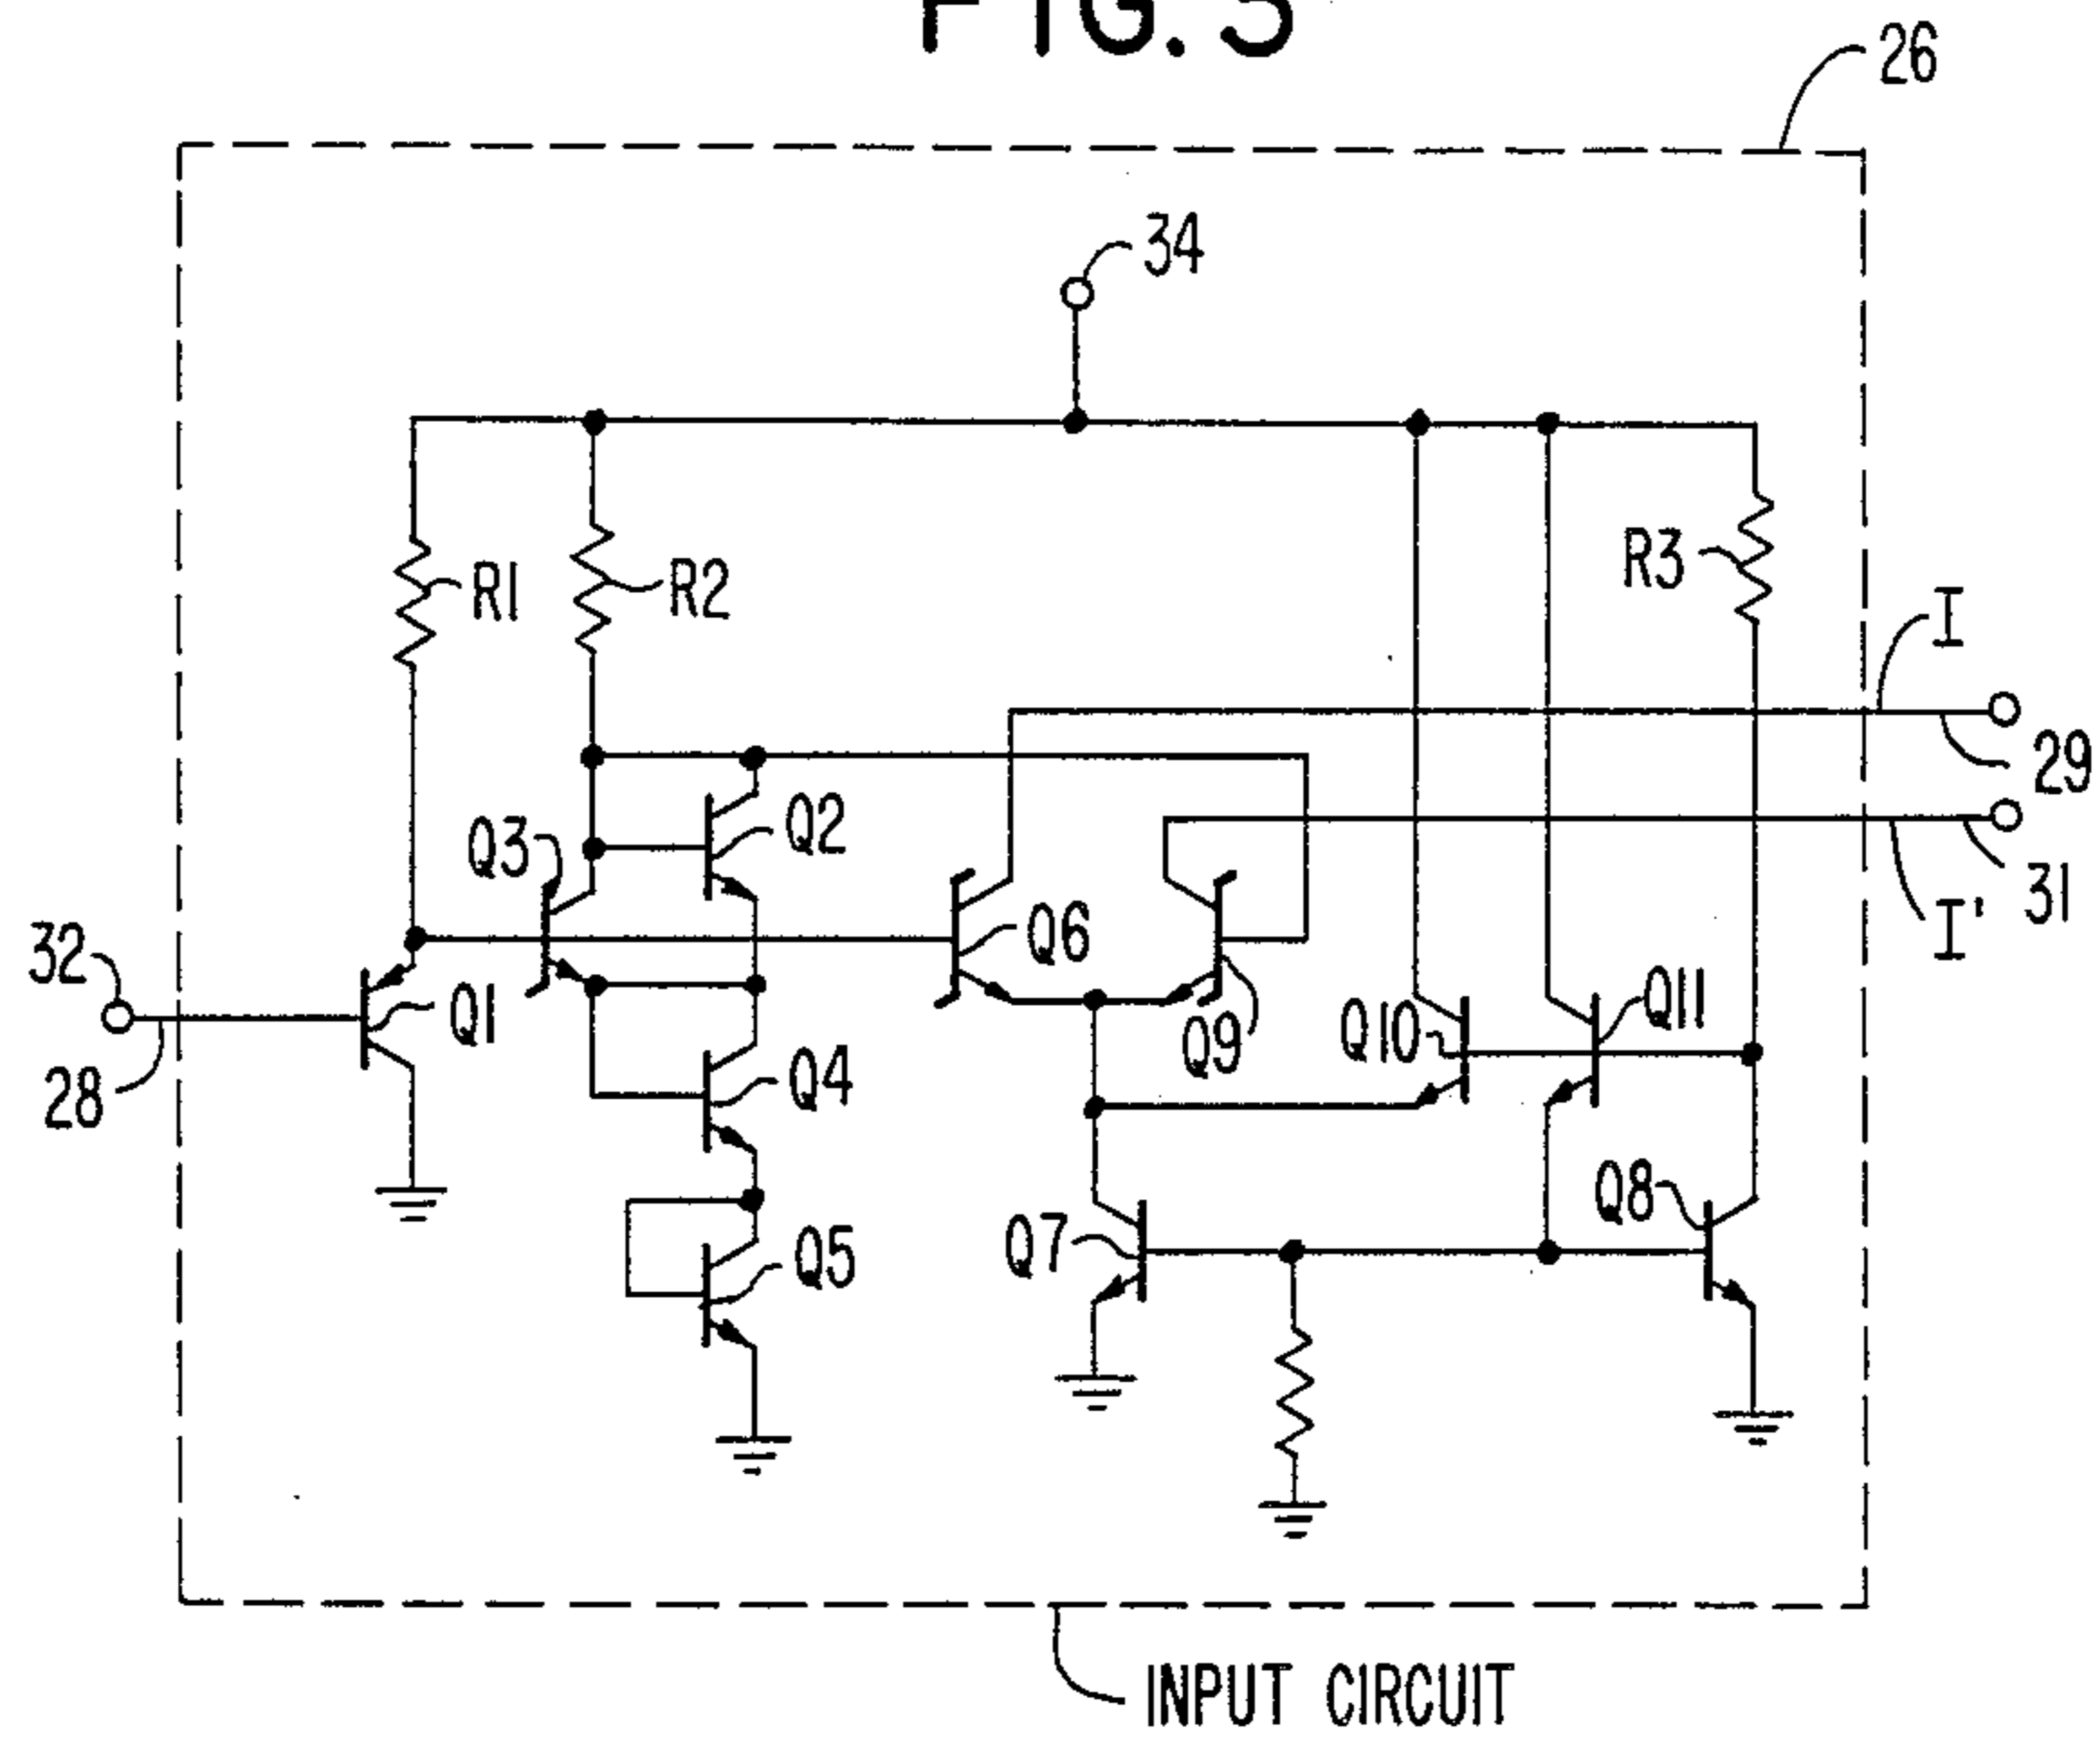 FIG. 3
26
34
R1
R2
R3
I
29
Q3
Q2
31
I'
32
Q6
Q1
Q9
Q10
Q11
28
Q4
Q8
Q7
Q5
INPUT CIRCUIT